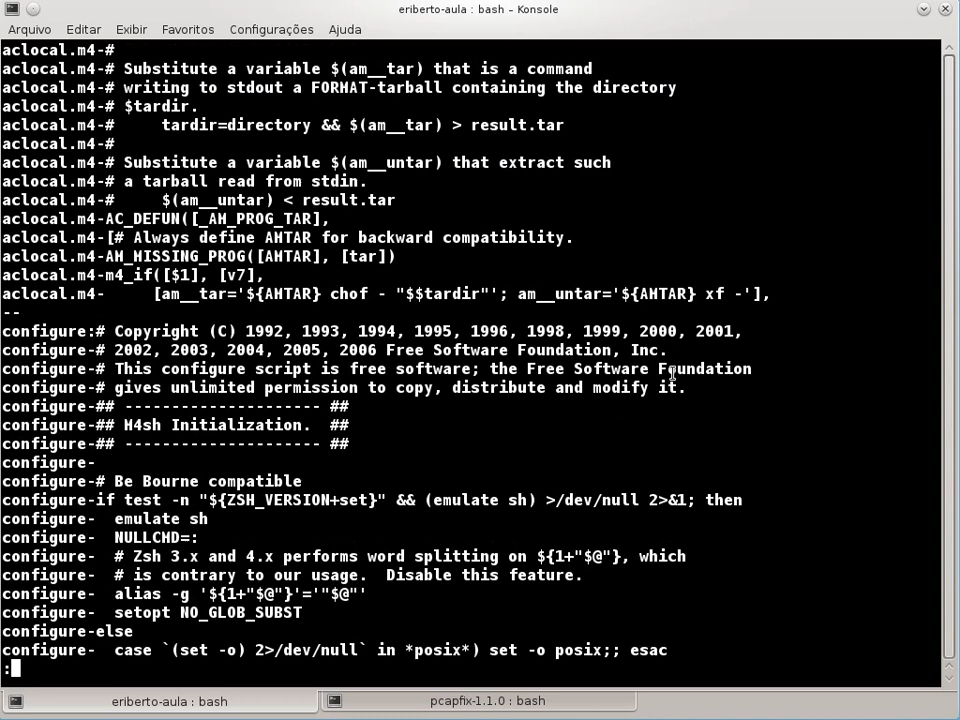 eriberto-aula : bash – Konsole
Arquivo Editar Exibir Favoritos Configurações Ajuda
aclocal.m4-#
aclocal.m4-# Substitute a variable $(am__tar) that is a command
aclocal.m4-# writing to stdout a FORMAT-tarball containing the directory
aclocal.m4-# $tardir.
aclocal.m4-#     tardir=directory && $(am__tar) > result.tar
aclocal.m4-#
aclocal.m4-# Substitute a variable $(am__untar) that extract such
aclocal.m4-# a tarball read from stdin.
aclocal.m4-#     $(am__untar) < result.tar
aclocal.m4-AC_DEFUN([_AM_PROG_TAR],
aclocal.m4-[# Always define AMTAR for backward compatibility.
aclocal.m4-AM_MISSING_PROG([AMTAR], [tar])
aclocal.m4-m4_if([$1], [v7],
aclocal.m4-     [am__tar='${AMTAR} chof - "$$tardir"'; am__untar='${AMTAR} xf -'],
--
configure:# Copyright (C) 1992, 1993, 1994, 1995, 1996, 1998, 1999, 2000, 2001,
configure-# 2002, 2003, 2004, 2005, 2006 Free Software Foundation, Inc.
configure-# This configure script is free software; the Free Software Foundation
configure-# gives unlimited permission to copy, distribute and modify it.
configure-## --------------------- ##
configure-## M4sh Initialization.  ##
configure-## --------------------- ##
configure-
configure-# Be Bourne compatible
configure-if test -n "${ZSH_VERSION+set}" && (emulate sh) >/dev/null 2>&1; then
configure-  emulate sh
configure-  NULLCMD=:
configure-  # Zsh 3.x and 4.x performs word splitting on ${1+"$@"}, which
configure-  # is contrary to our usage.  Disable this feature.
configure-  alias -g '${1+"$@"}'='"$@"'
configure-  setopt NO_GLOB_SUBST
configure-else
configure-  case `(set -o) 2>/dev/null` in *posix*) set -o posix;; esac
:
eriberto-aula : bash
pcapfix-1.1.0 : bash